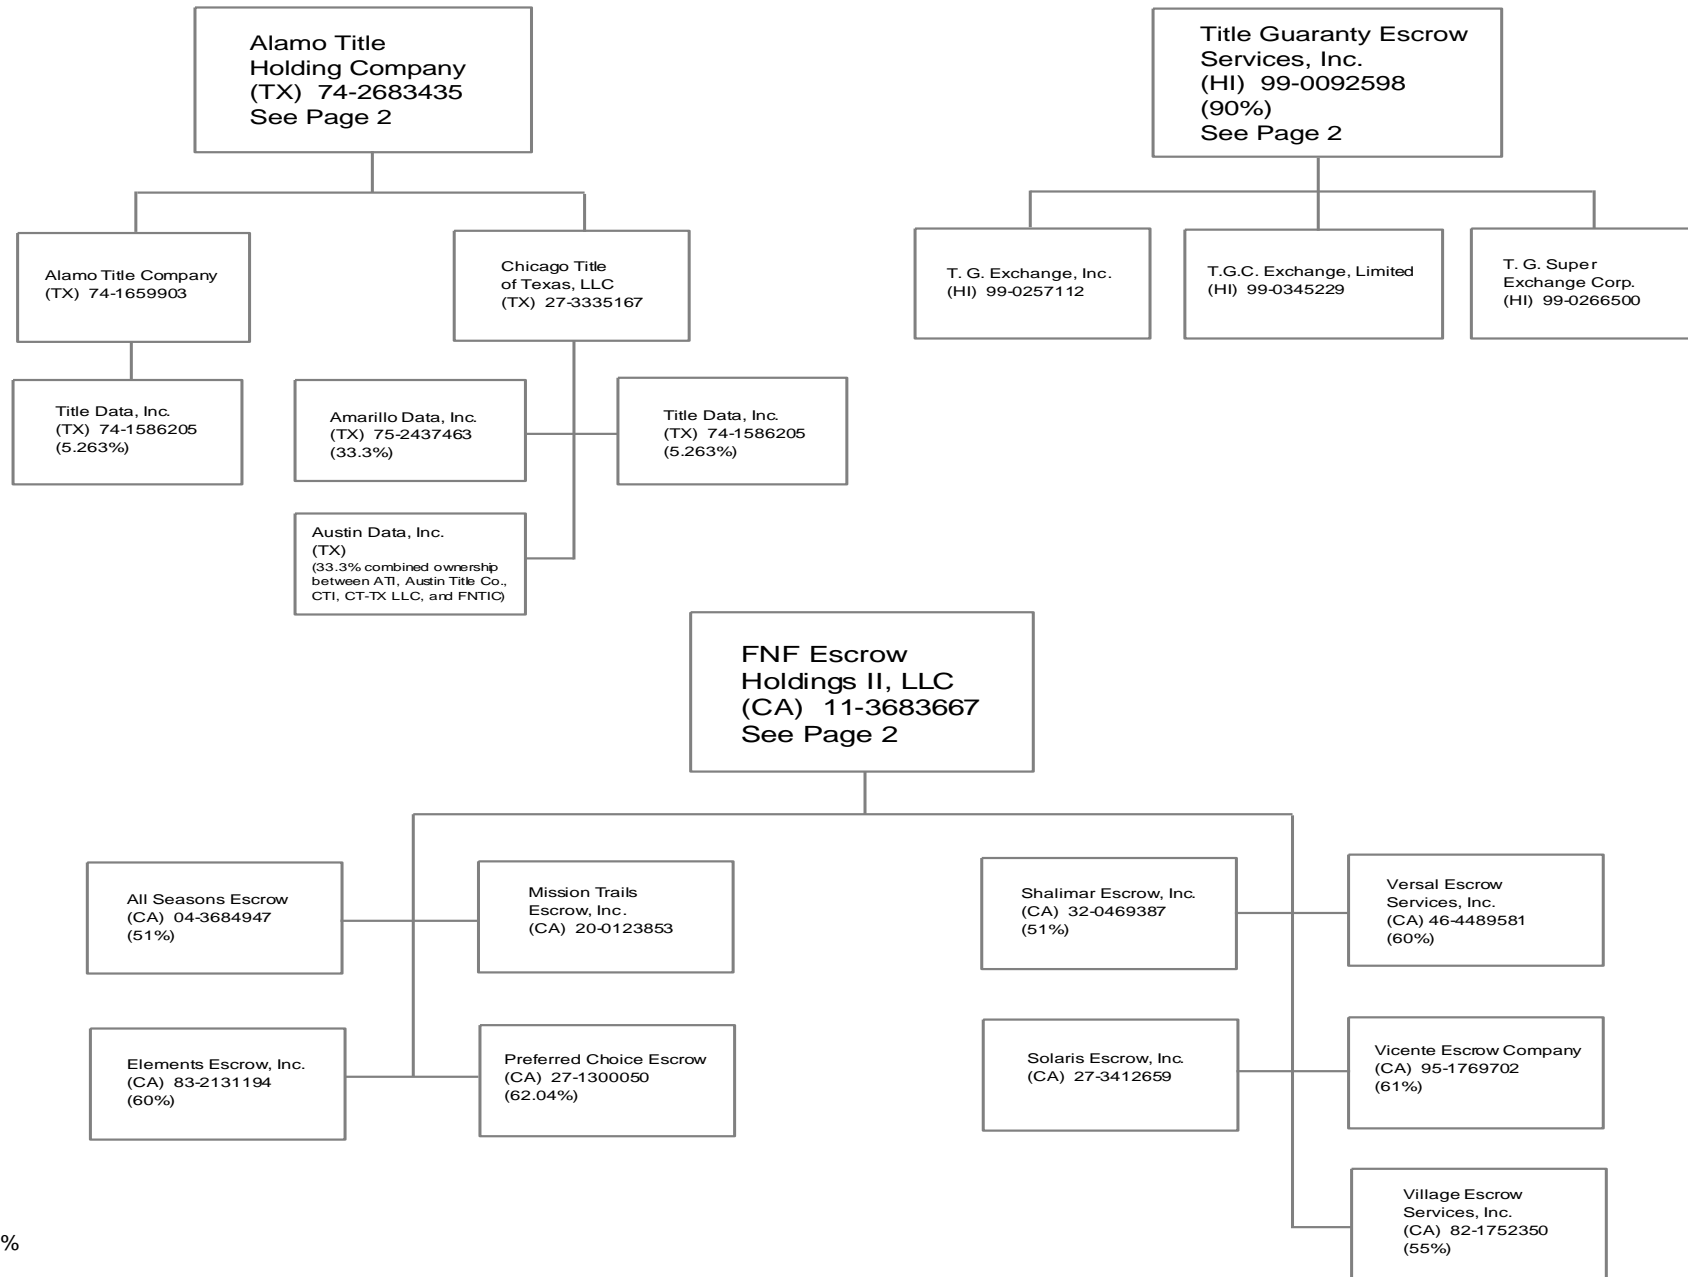 Alamo Title
Holding Company
(TX) 74-2683435
See Page 2
Title Guaranty Escrow
Services, Inc.
(HI) 99-0092598
(90%)
See Page 2
Alamo Title Company
(TX) 74-1659903
Chicago Title
of Texas, LLC
(TX) 27-3335167
T. G. Exchange, Inc.
(HI) 99-0257112
T.G.C. Exchange, Limited
(HI) 99-0345229
T. G. Super
Exchange Corp.
(HI) 99-0266500
Title Data, Inc.
(TX) 74-1586205
(5.263%)
Amarillo Data, Inc.
(TX) 75-2437463
(33.3%)
Title Data, Inc.
(TX) 74-1586205
(5.263%)
Austin Data, Inc.
(TX)
(33.3% combined ownership
between ATI, Austin Title Co.,
CTI, CT-TX LLC, and FNTIC)
FNF Escrow
Holdings II, LLC
(CA) 11-3683667
See Page 2
All Seasons Escrow
(CA) 04-3684947
(51%)
Mission Trails
Escrow, Inc.
(CA) 20-0123853
Shalimar Escrow, Inc.
(CA) 32-0469387
(51%)
Versal Escrow
Services, Inc.
(CA) 46-4489581
(60%)
Elements Escrow, Inc.
(CA) 83-2131194
(60%)
Preferred Choice Escrow
(CA) 27-1300050
(62.04%)
Solaris Escrow, Inc.
(CA) 27-3412659
Vicente Escrow Company
(CA) 95-1769702
(61%)
Village Escrow
Services, Inc.
(CA) 82-1752350
(55%)
%